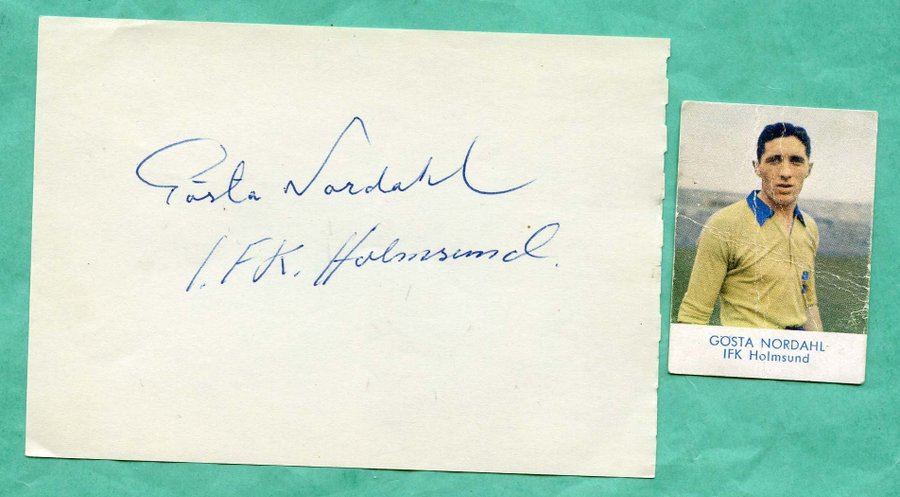 Gösta Nordahl
I.F.K. Holmsund.
GÖSTA NORDAHL
IFK Holmsund